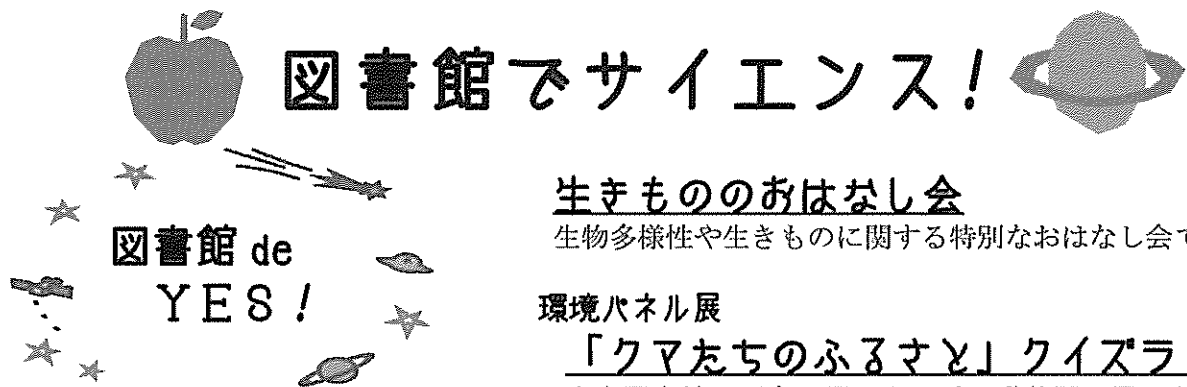 図書館でサイエンス!
図書館 de
YES!
生きもののおはなし会
生物多様性や生きものに関する特別なおはなし会で
環境パネル展
「クマたちのふるさと」クイズラ